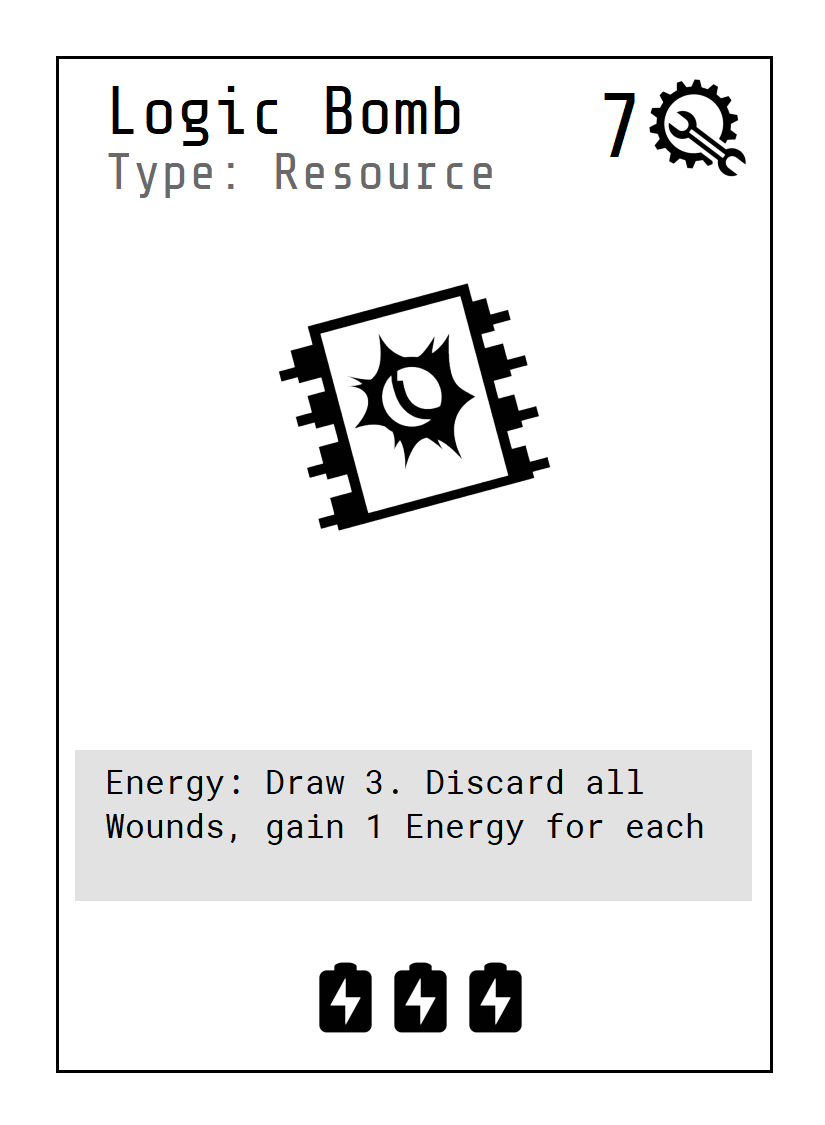 Logic Bomb
7
Type: Resource
Energy: Draw 3. Discard all
Wounds, gain 1 Energy for each